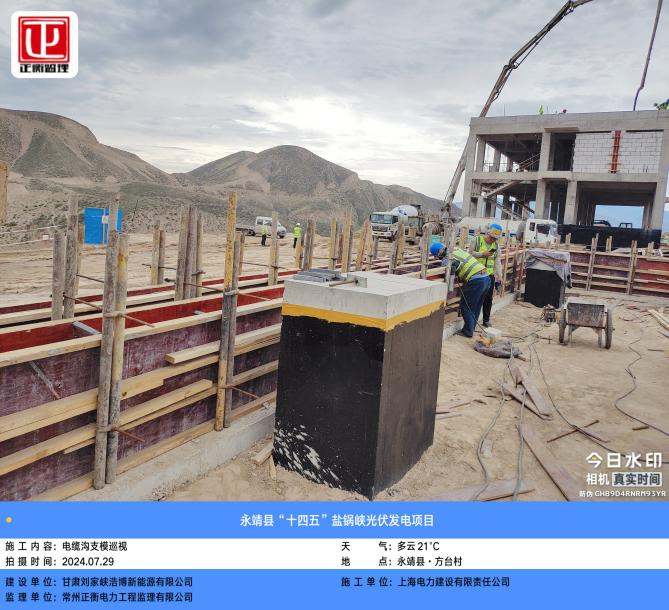 正衡监理
今日水印
相机 真实时间
防伪 GHB9D4RNRM93YR
永靖县“十四五”盐锅峡光伏发电项目
施工内容：电缆沟支模巡视
天 气：多云 21℃
拍摄时间：2024.07.29
地 点：永靖县·方台村
建设单位：甘肃刘家峡浩博新能源有限公司
施工单位：上海电力建设有限责任公司
监理单位：常州正衡电力工程监理有限公司